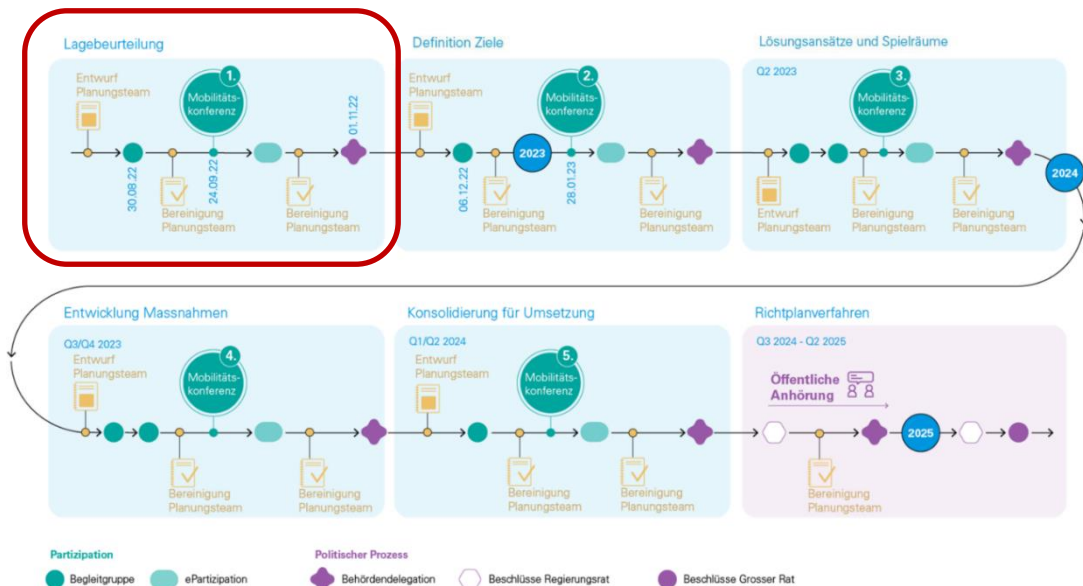 Lagebeurteilung
Entwurf
Planungsteam
1.
Mobilitäts-
konferenz
01.11.22
30.08.22
24.09.22
Bereinigung
Planungsteam
Bereinigung
Planungsteam
Definition Ziele
Entwurf
Planungsteam
2.
Mobilitäts-
konferenz
2023
06.12.22
28.01.23
Bereinigung
Planungsteam
Bereinigung
Planungsteam
Lösungsansätze und Spielräume
Q2 2023
3.
Mobilitäts-
konferenz
2024
Entwurf
Planungsteam
Bereinigung
Planungsteam
Bereinigung
Planungsteam
Entwicklung Massnahmen
Q3/Q4 2023
Entwurf
Planungsteam
4.
Mobilitäts-
konferenz
Bereinigung
Planungsteam
Bereinigung
Planungsteam
Konsolidierung für Umsetzung
Q1/Q2 2024
Entwurf
Planungsteam
5.
Mobilitäts-
konferenz
Bereinigung
Planungsteam
Bereinigung
Planungsteam
Richtplanverfahren
Q3 2024 - Q2 2025
Öffentliche
Anhörung
2025
Bereinigung
Planungsteam
Partizipation
Begleitgruppe
ePartizipation
Politischer Prozess
Behördendelegation
Beschlüsse Regierungsrat
Beschlüsse Grosser Rat